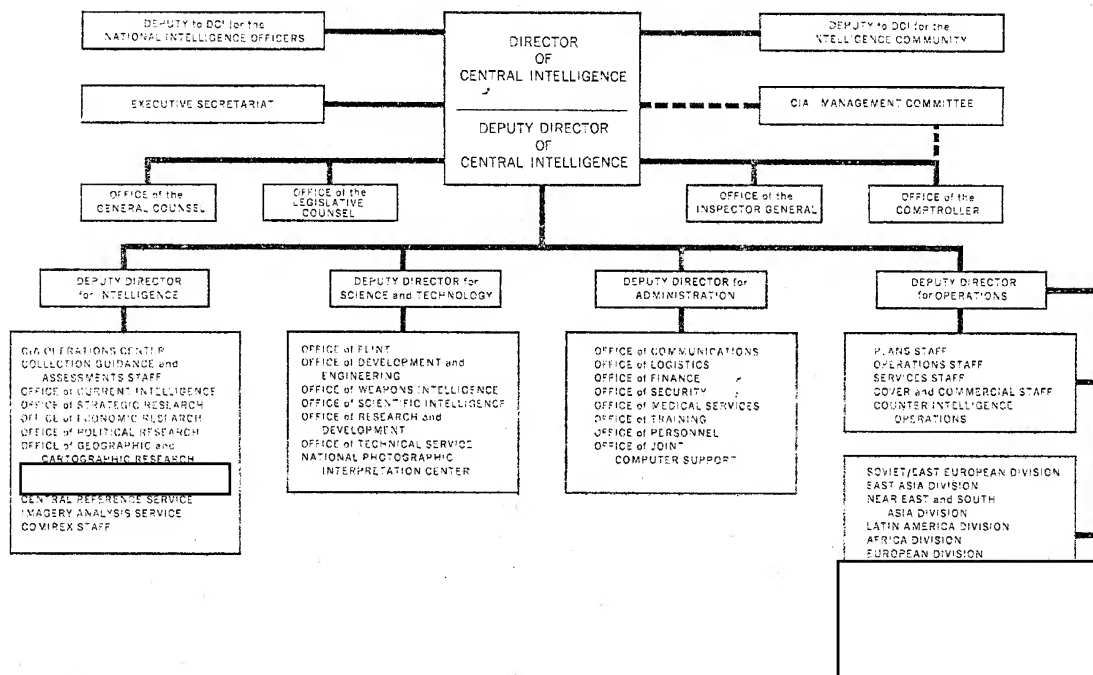 DEPUTY to DCI for the
NATIONAL INTELLIGENCE OFFICERS
DIRECTOR
OF
CENTRAL INTELLIGENCE
DEPUTY DIRECTOR
OF
CENTRAL INTELLIGENCE
DEPUTY to DCI for the
INTELLIGENCE COMMUNITY
EXECUTIVE SECRETARIAT
CIA MANAGEMENT COMMITTEE
OFFICE of the
GENERAL COUNSEL
OFFICE of the
LEGISLATIVE
COUNSEL
OFFICE of the
INSPECTOR GENERAL
OFFICE of the
COMPTROLLER
DEPUTY DIRECTOR
for INTELLIGENCE
DEPUTY DIRECTOR for
SCIENCE and TECHNOLOGY
DEPUTY DIRECTOR for
ADMINISTRATION
DEPUTY DIRECTOR
for OPERATIONS
CIA OPERATIONS CENTER
COLLECTION GUIDANCE and
ASSESSMENTS STAFF
OFFICE of CURRENT INTELLIGENCE
OFFICE of STRATEGIC RESEARCH
OFFICE of ECONOMIC RESEARCH
OFFICE of POLITICAL RESEARCH
OFFICE of GEOGRAPHIC and
CARTOGRAPHIC RESEARCH
CENTRAL REFERENCE SERVICE
IMAGERY ANALYSIS SERVICE
COMIREX STAFF
OFFICE of ELINT
OFFICE of DEVELOPMENT and
ENGINEERING
OFFICE of WEAPONS INTELLIGENCE
OFFICE of SCIENTIFIC INTELLIGENCE
OFFICE of RESEARCH and
DEVELOPMENT
OFFICE of TECHNICAL SERVICE
NATIONAL PHOTOGRAPHIC
INTERPRETATION CENTER
OFFICE of COMMUNICATIONS
OFFICE of LOGISTICS
OFFICE of FINANCE
OFFICE of SECURITY
OFFICE of MEDICAL SERVICES
OFFICE of TRAINING
OFFICE of PERSONNEL
OFFICE of JOINT
COMPUTER SUPPORT
PLANS STAFF
OPERATIONS STAFF
SERVICES STAFF
COVER and COMMERCIAL STAFF
COUNTER INTELLIGENCE
OPERATIONS
SOVIET/EAST EUROPEAN DIVISION
EAST ASIA DIVISION
NEAR EAST and SOUTH
ASIA DIVISION
LATIN AMERICA DIVISION
AFRICA DIVISION
EUROPEAN DIVISION